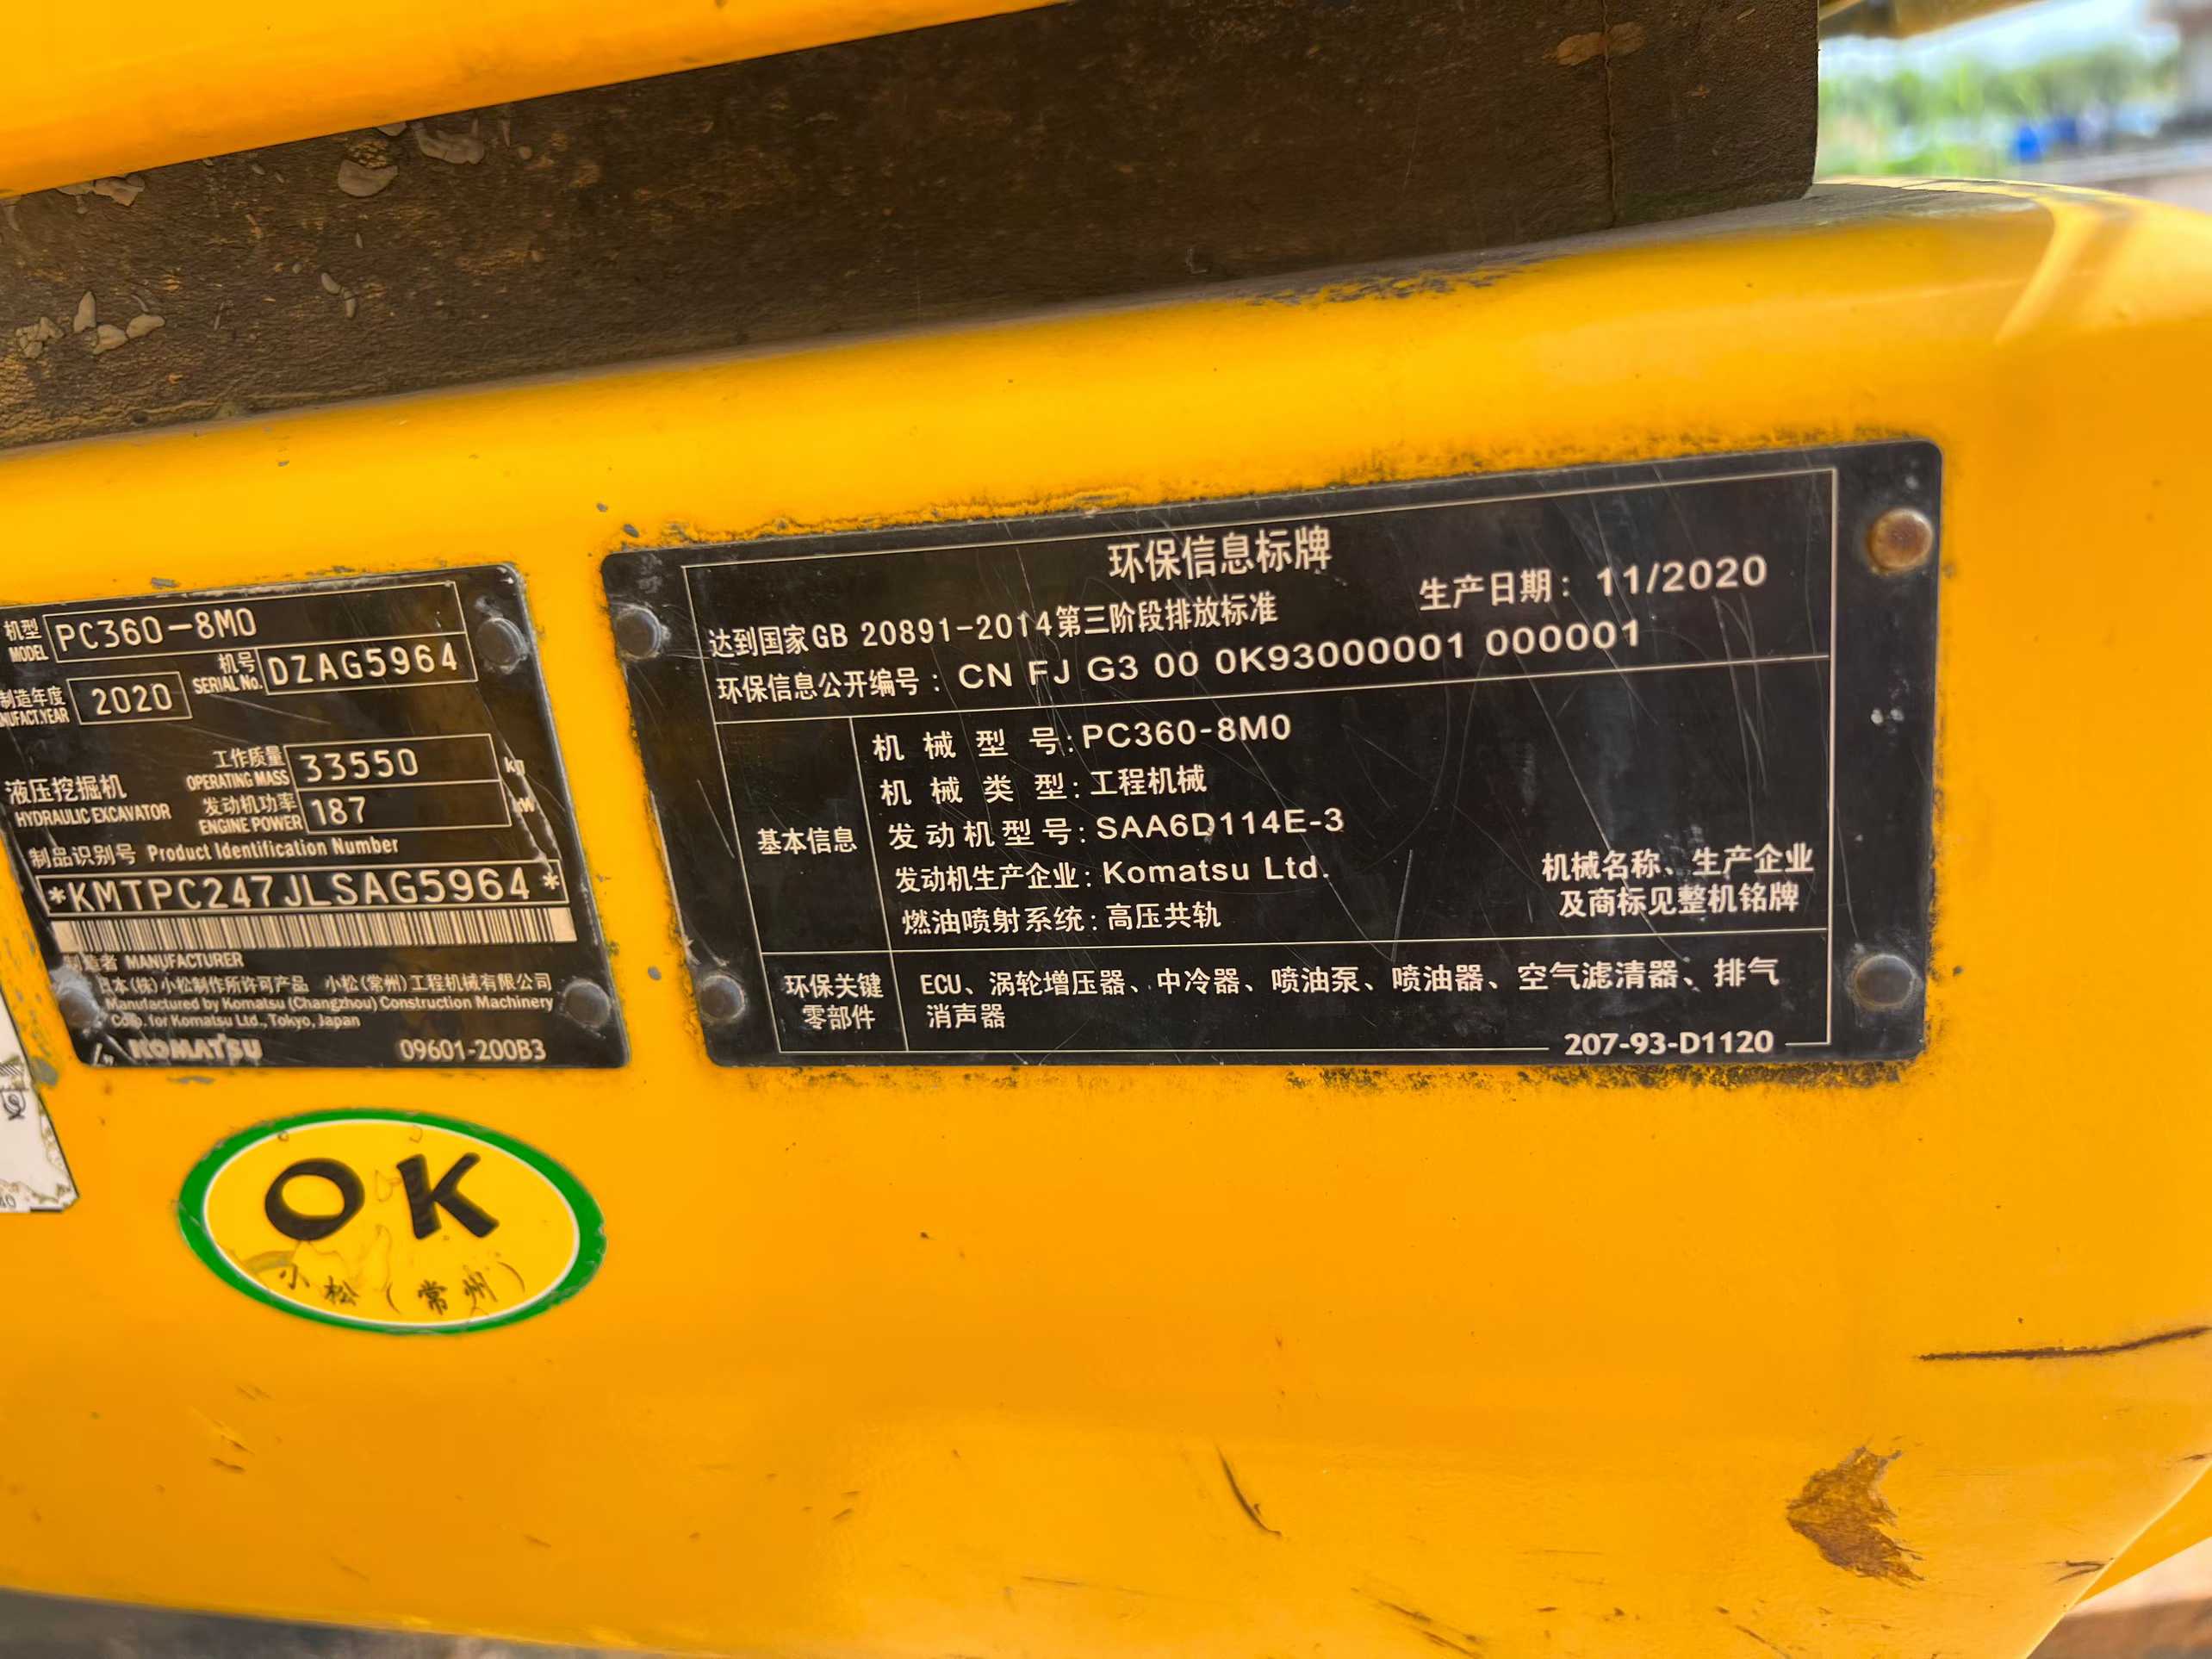 机型
MODEL
PC360-8M0
机号
SERIAL No.
DZAG5964
制造年度
2020
工作质量
OPERATING MASS
33550
kg
液压挖掘机
HYDRAULIC EXCAVATOR
发动机功率
ENGINE POWER
187
kW
制品识别号 Product Identification Number
*KMTPC247JLSAG5964*
制造者 MANUFACTURER
日本(株)小松制作所许可产品 小松(常州)工程机械有限公司
Manufactured by Komatsu (Changzhou) Construction Machinery
Corp. for Komatsu Ltd., Tokyo, Japan
KOMATSU
09601-200B3
环保信息标牌
达到国家GB 20891-2014第三阶段排放标准
生产日期: 11/2020
环保信息公开编号: CN FJ G3 00 0K93000001 000001
基本信息
机械型号:PC360-8M0
机械类型:工程机械
发动机型号:SAA6D114E-3
发动机生产企业:Komatsu Ltd.
燃油喷射系统:高压共轨
机械名称、生产企业
及商标见整机铭牌
环保关键
零部件
ECU、涡轮增压器、中冷器、喷油泵、喷油器、空气滤清器、排气
消声器
207-93-D1120
OK
小松(常州)